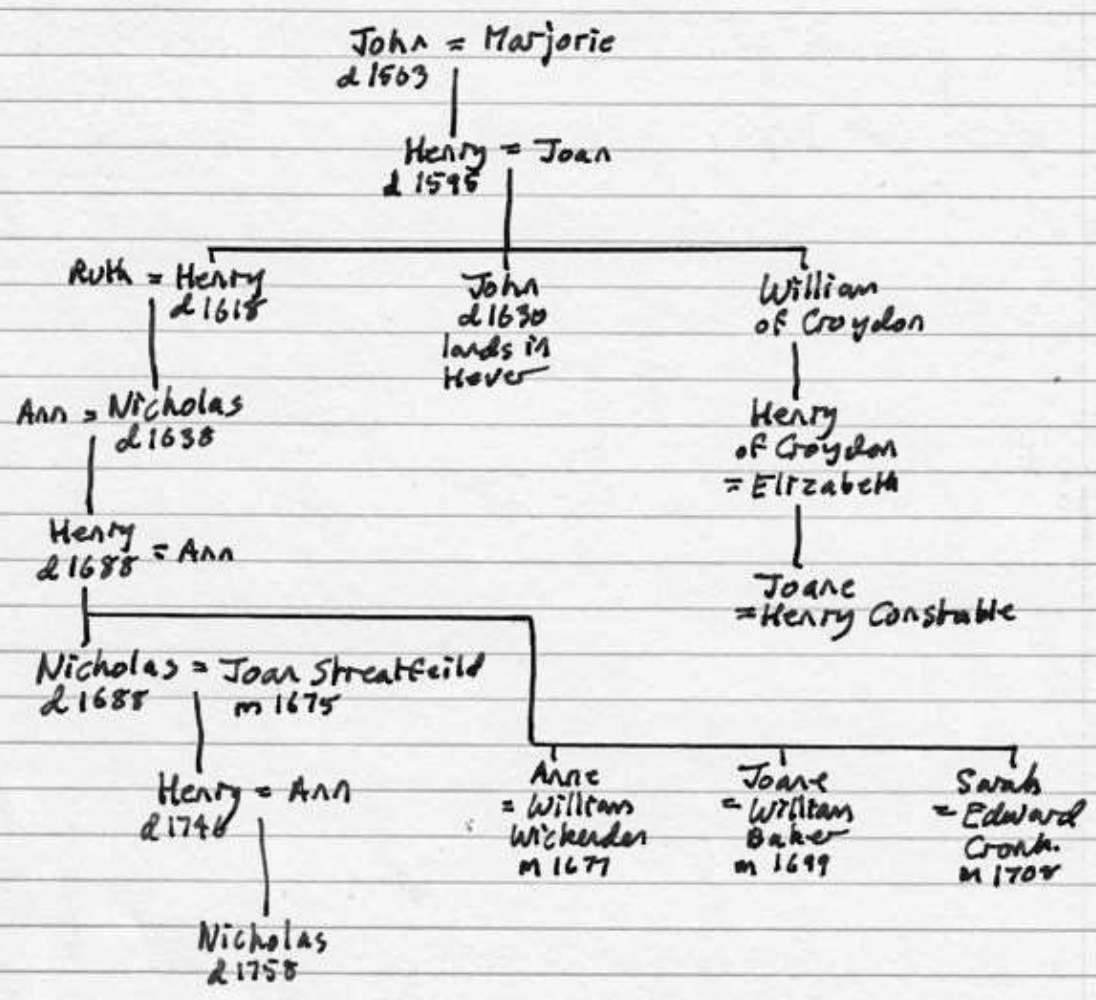 John = Marjorie
d 1563
Henry = Joan
d 1595
Ruth = Henry
d 1618
John
d 1630
lands in
Hever
William
of Croydon
Ann = Nicholas
d 1638
Henry
of Croydon
= Elizabeth
Henry = Ann
d 1688
Joane
= Henry Constable
Nicholas = Joan Streatfeild
d 1688 m 1675
Henry = Ann
d 1746
Anne
= William
Wickenden
m 1677
Joane
= William
Baker
m 1699
Sarah
= Edward
Cronk.
m 1708
Nicholas
d 1758